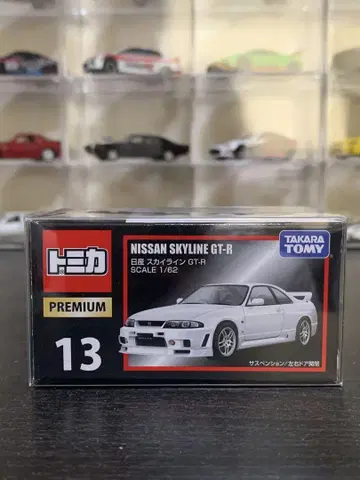 トミカ
PREMIUM
13
NISSAN SKYLINE GT-R
日産 スカイライン GT-R
SCALE 1/62
TAKARA
TOMY
サスペンション/左右ドア開閉